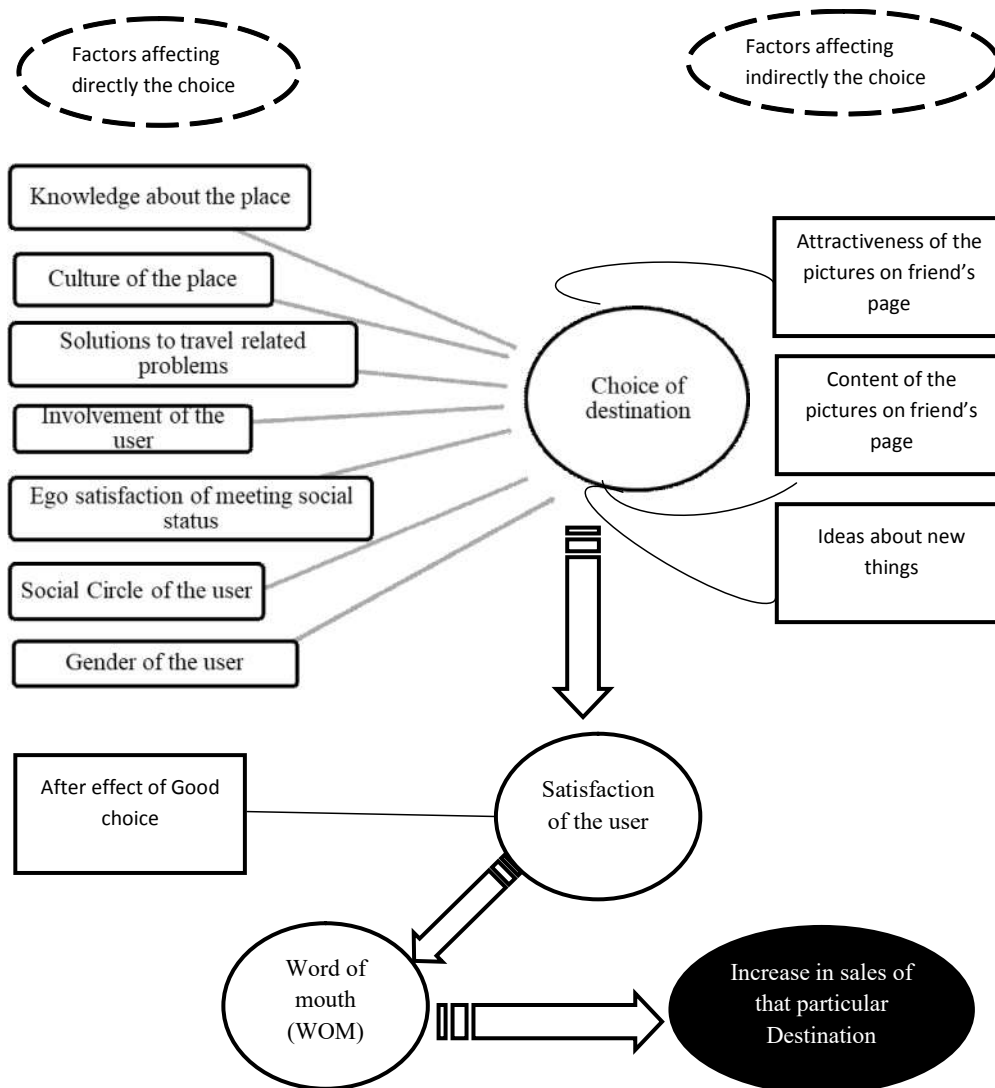 Factors affecting
directly the choice
Factors affecting
indirectly the choice
Knowledge about the place
Culture of the place
Solutions to travel related
problems
Involvement of the
user
Ego satisfaction of meeting social
status
Social Circle of the user
Gender of the user
Choice of
destination
Attractiveness of the
pictures on friend’s
page
Content of the
pictures on friend’s
page
Ideas about new
things
After effect of Good
choice
Satisfaction
of the user
Word of
mouth
(WOM)
Increase in sales of
that particular
Destination